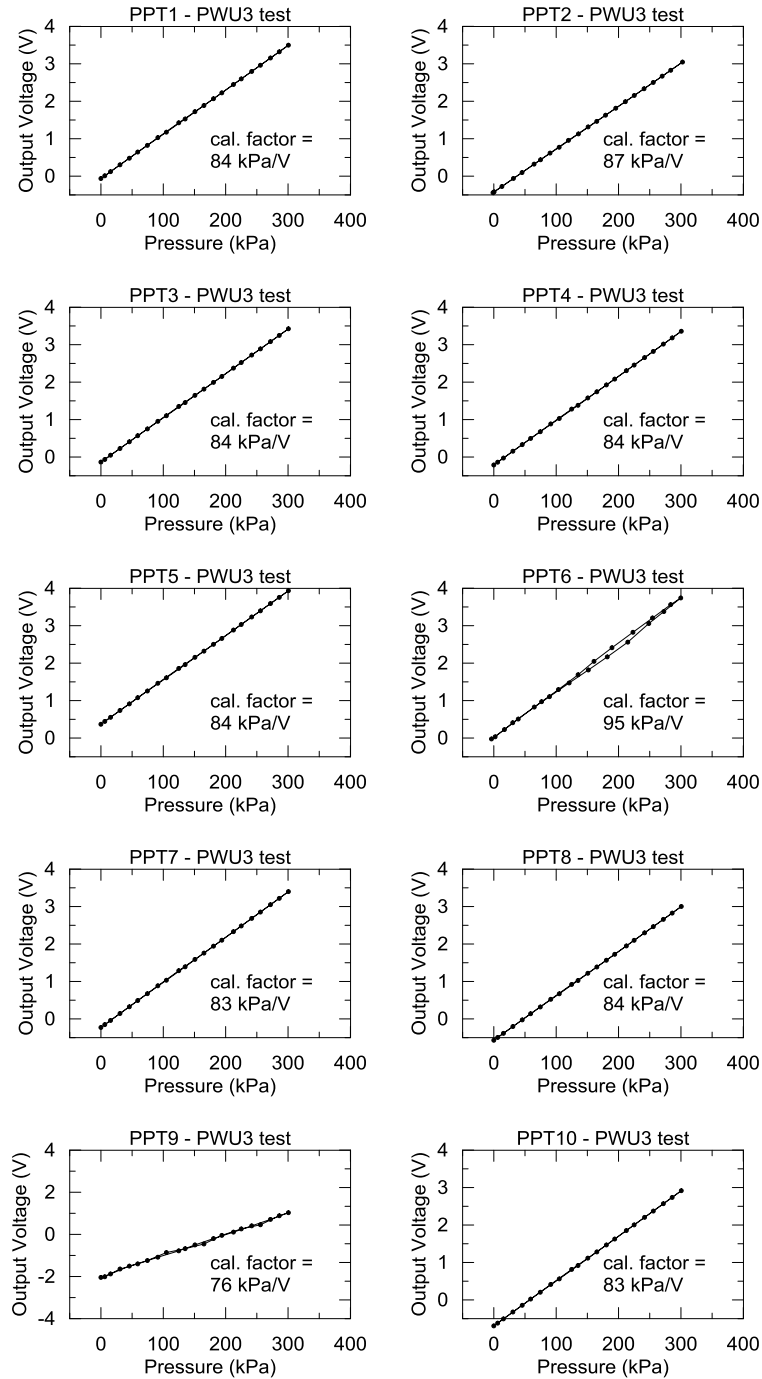 PPT1 - PWU3 test
4
3
2
1
0
Output Voltage (V)
cal. factor =
84 kPa/V
0 100 200 300 400
Pressure (kPa)
PPT2 - PWU3 test
4
3
2
1
0
Output Voltage (V)
cal. factor =
87 kPa/V
0 100 200 300 400
Pressure (kPa)
PPT3 - PWU3 test
4
3
2
1
0
Output Voltage (V)
cal. factor =
84 kPa/V
0 100 200 300 400
Pressure (kPa)
PPT4 - PWU3 test
4
3
2
1
0
Output Voltage (V)
cal. factor =
84 kPa/V
0 100 200 300 400
Pressure (kPa)
PPT5 - PWU3 test
4
3
2
1
0
Output Voltage (V)
cal. factor =
84 kPa/V
0 100 200 300 400
Pressure (kPa)
PPT6 - PWU3 test
4
3
2
1
0
Output Voltage (V)
cal. factor =
95 kPa/V
0 100 200 300 400
Pressure (kPa)
PPT7 - PWU3 test
4
3
2
1
0
Output Voltage (V)
cal. factor =
83 kPa/V
0 100 200 300 400
Pressure (kPa)
PPT8 - PWU3 test
4
3
2
1
0
Output Voltage (V)
cal. factor =
84 kPa/V
0 100 200 300 400
Pressure (kPa)
PPT9 - PWU3 test
4
2
0
-2
-4
Output Voltage (V)
cal. factor =
76 kPa/V
0 100 200 300 400
Pressure (kPa)
PPT10 - PWU3 test
4
3
2
1
0
Output Voltage (V)
cal. factor =
83 kPa/V
0 100 200 300 400
Pressure (kPa)